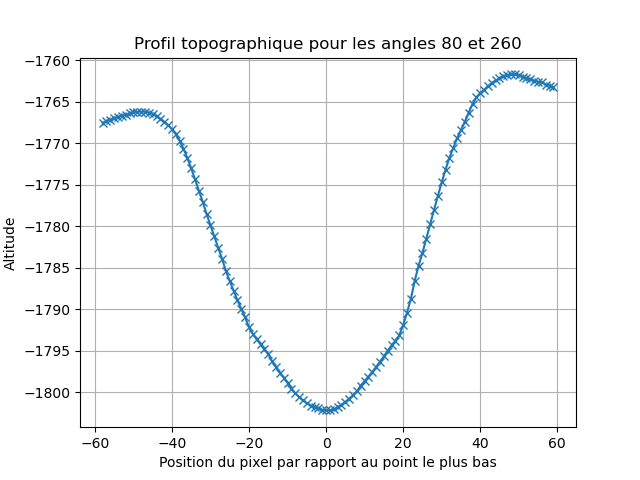 Profil topographique pour les angles 80 et 260
−1760
−1765
−1770
−1775
−1780
−1785
−1790
−1795
−1800
Altitude
−60 −40 −20 0 20 40 60
Position du pixel par rapport au point le plus bas